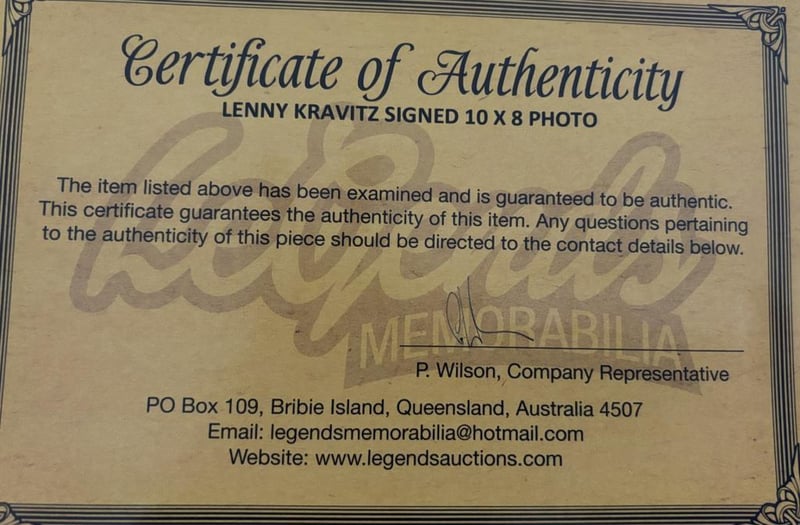 Certificate of Authenticity
LENNY KRAVITZ SIGNED 10 X 8 PHOTO
The item listed above has been examined and is guaranteed to be authentic.
This certificate guarantees the authenticity of this item. Any questions pertaining
to the authenticity of this piece should be directed to the contact details below.
Legends
MEMORABILIA
P. Wilson, Company Representative
PO Box 109, Bribie Island, Queensland, Australia 4507
Email: legendsmemorabilia@hotmail.com
Website: www.legendsauctions.com